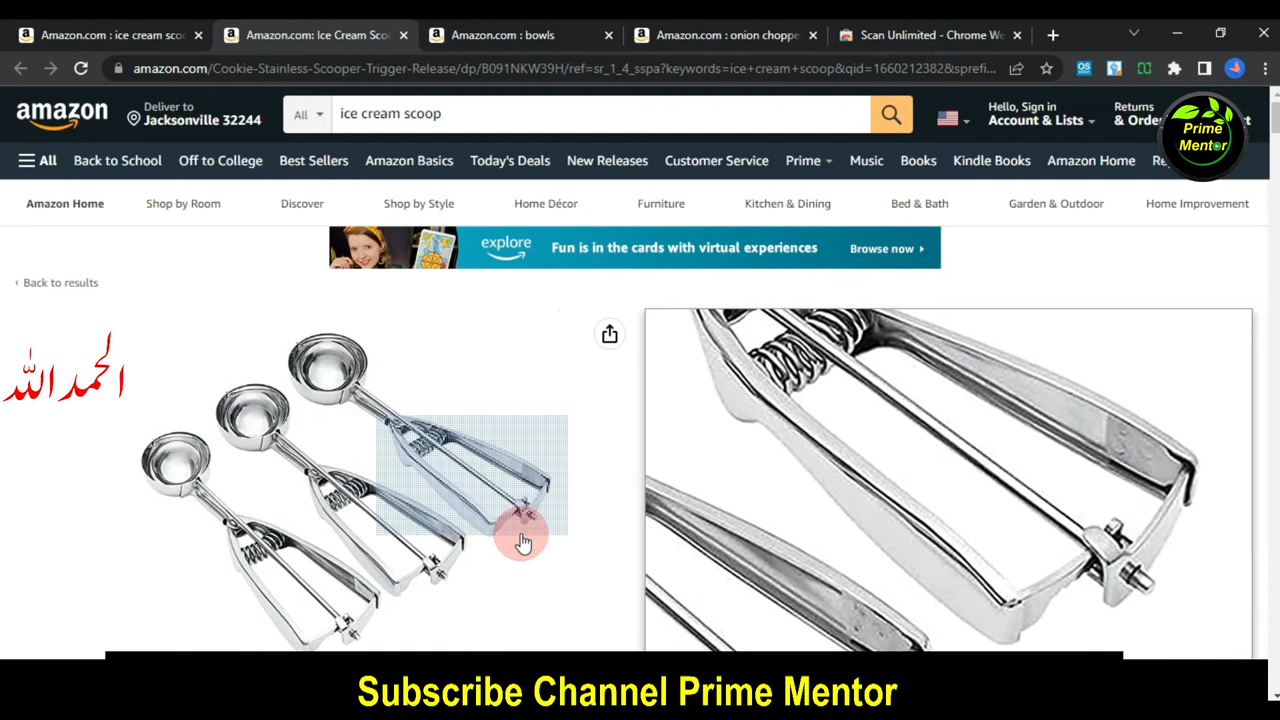 Amazon.com : ice cream sco
Amazon.com: Ice Cream Sco
Amazon.com : bowls
Amazon.com : onion choppe
Scan Unlimited - Chrome We
amazon.com/Cookie-Stainless-Scooper-Trigger-Release/dp/B091NKW39H/ref=sr_1_4_sspa?keywords=ice+cream+scoop&qid=1660212382&sprefi...
amazon
Deliver to
Jacksonville 32244
All
ice cream scoop
Hello, Sign in
Account & Lists
Returns
& Orde
Prime
Mentor
All
Back to School
Off to College
Best Sellers
Amazon Basics
Today's Deals
New Releases
Customer Service
Prime
Music
Books
Kindle Books
Amazon Home
Amazon Home
Shop by Room
Discover
Shop by Style
Home Décor
Furniture
Kitchen & Dining
Bed & Bath
Garden & Outdoor
Home Improvement
explore
Fun is in the cards with virtual experiences
Browse now
‹ Back to results
الحمد اللہ
Subscribe Channel Prime Mentor